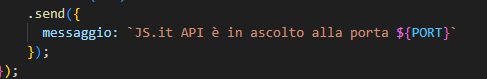 .send({
messaggio: `JS.it API è in ascolto alla porta ${PORT}`
});
});